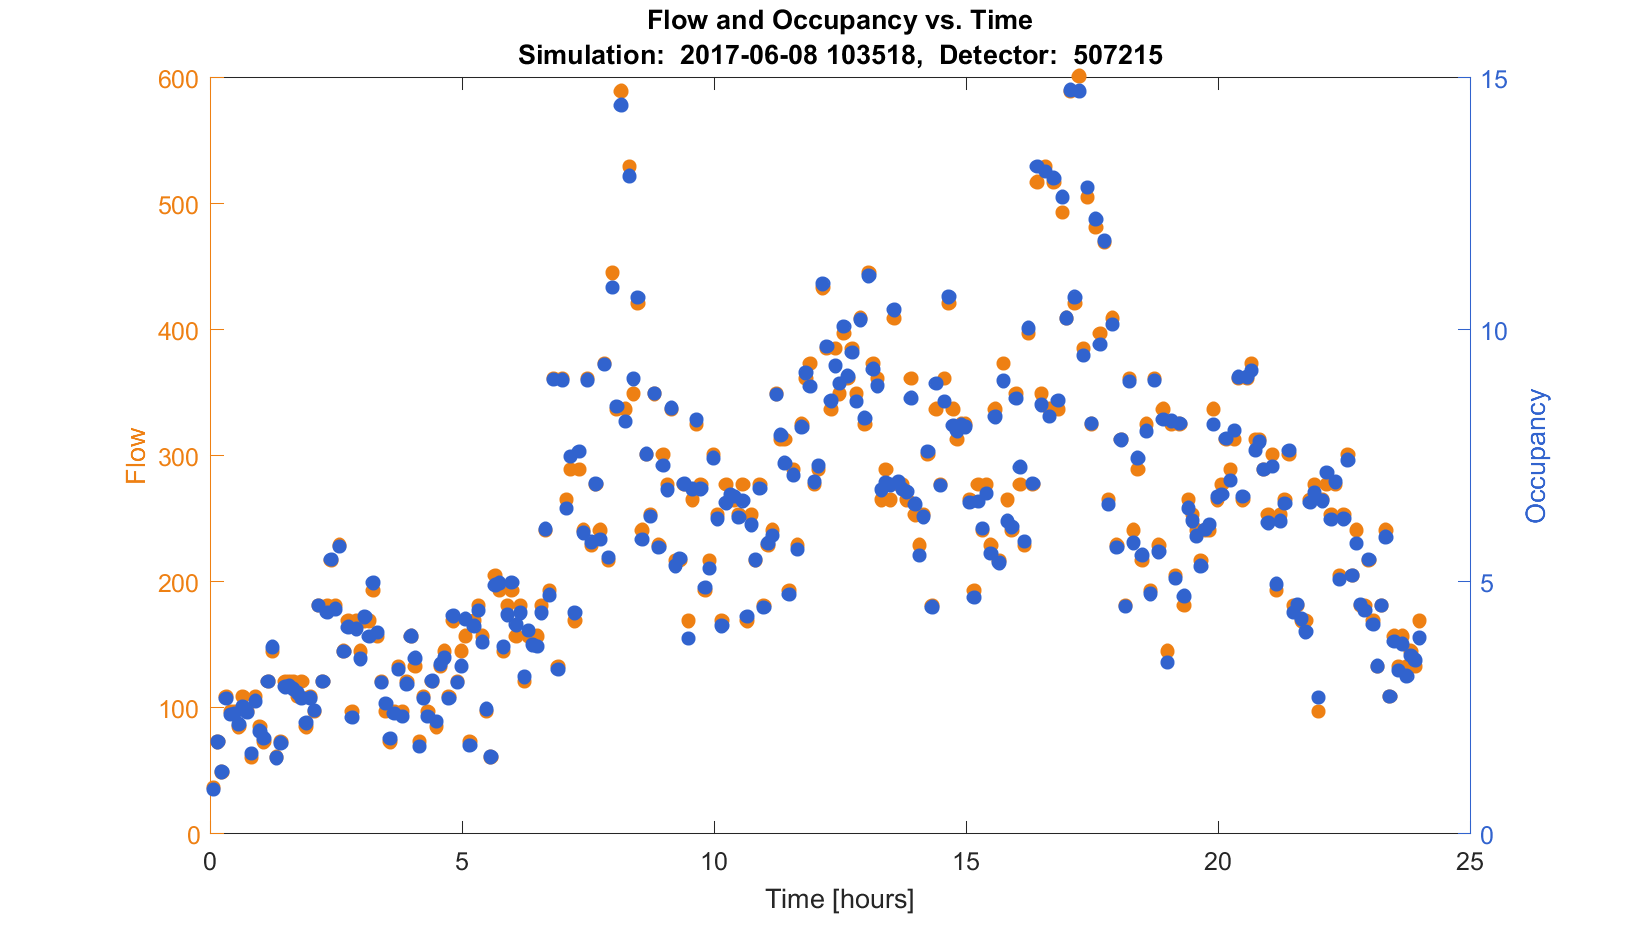 Flow and Occupancy vs. Time
Simulation:  2017-06-08 103518,  Detector:  507215
600
500
400
300
200
100
0
Flow
15
10
5
0
Occupancy
0 5 10 15 20 25
Time [hours]